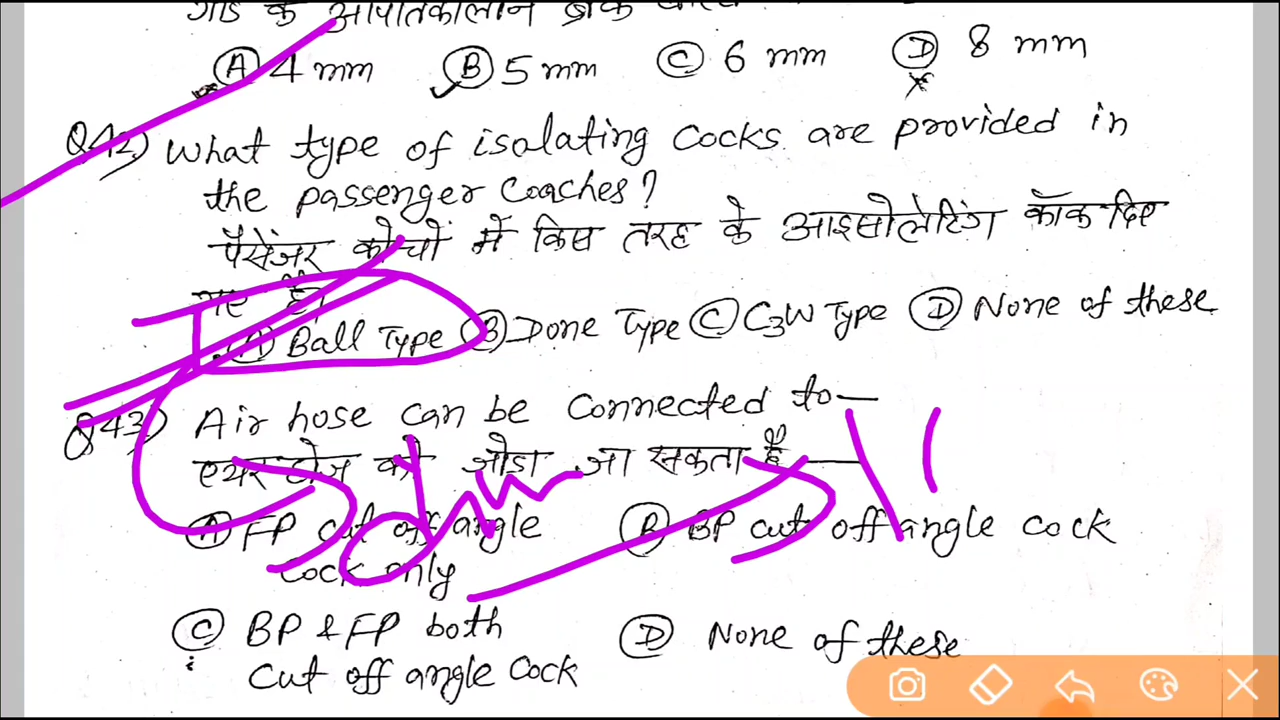 गार्ड के आपातकालीन ब्रेक
(A) 4 mm (B) 5 mm (C) 6 mm (D) 8 mm
Q42) What type of isolating cocks are provided in
the passenger coaches?
पैसेंजर कोचों में किस तरह के आइसोलेटिंग कॉक दिए
गए हैं।
(A) Ball Type (B) Done Type (C) C3W Type (D) None of these
Q43) Air hose can be connected to—
एयर होज को जोडा जा सकता है —
(A) FP cut off angle (B) BP cut off angle cock
cock only
(C) BP & FP both (D) None of these
cut off angle cock